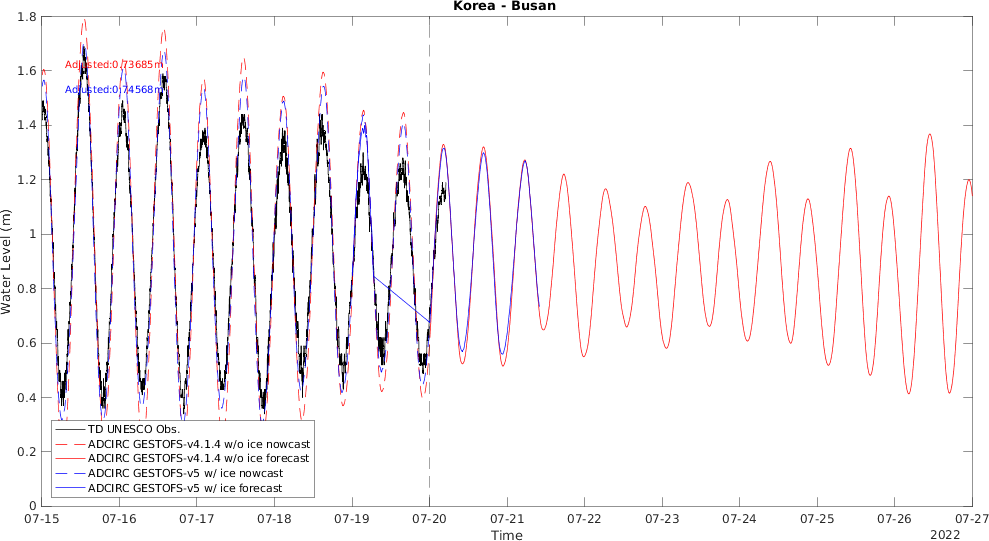 Korea - Busan
1.8
1.6
1.4
1.2
1
0.8
0.6
0.4
0.2
0
Water Level (m)
Adjusted:0.73685m
Adjusted:0.74568m
TD UNESCO Obs.
ADCIRC GESTOFS-v4.1.4 w/o ice nowcast
ADCIRC GESTOFS-v4.1.4 w/o ice forecast
ADCIRC GESTOFS-v5 w/ ice nowcast
ADCIRC GESTOFS-v5 w/ ice forecast
07-15 07-16 07-17 07-18 07-19 07-20 07-21 07-22 07-23 07-24 07-25 07-26 07-27
Time
2022